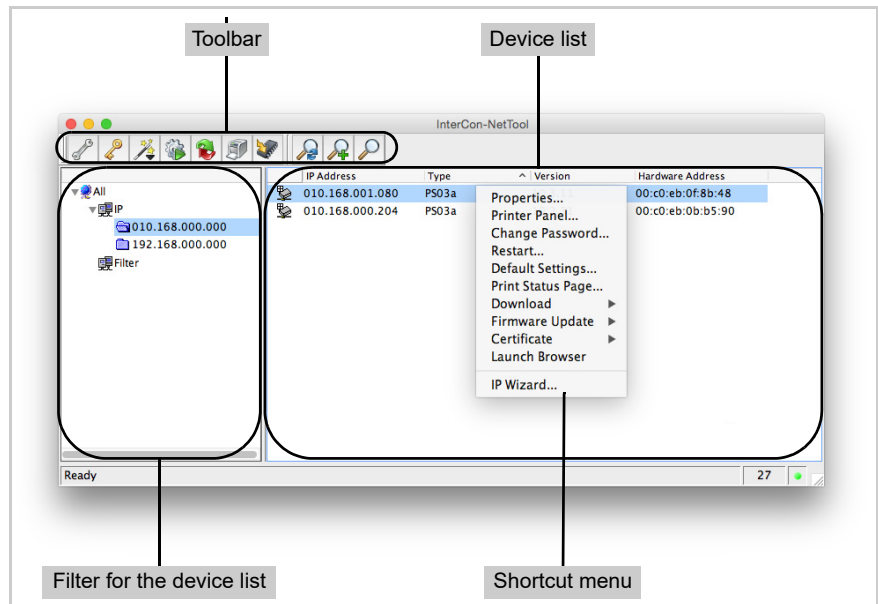 Toolbar
Device list
InterCon-NetTool
IP Address Type ^ Version Hardware Address
All
IP
010.168.000.000
192.168.000.000
Filter
010.168.001.080 PS03a 00:c0:eb:0f:8b:48
010.168.000.204 PS03a 00:c0:eb:0b:b5:90
Properties...
Printer Panel...
Change Password...
Restart...
Default Settings...
Print Status Page...
Download
Firmware Update
Certificate
Launch Browser
IP Wizard...
Ready 27
Filter for the device list
Shortcut menu